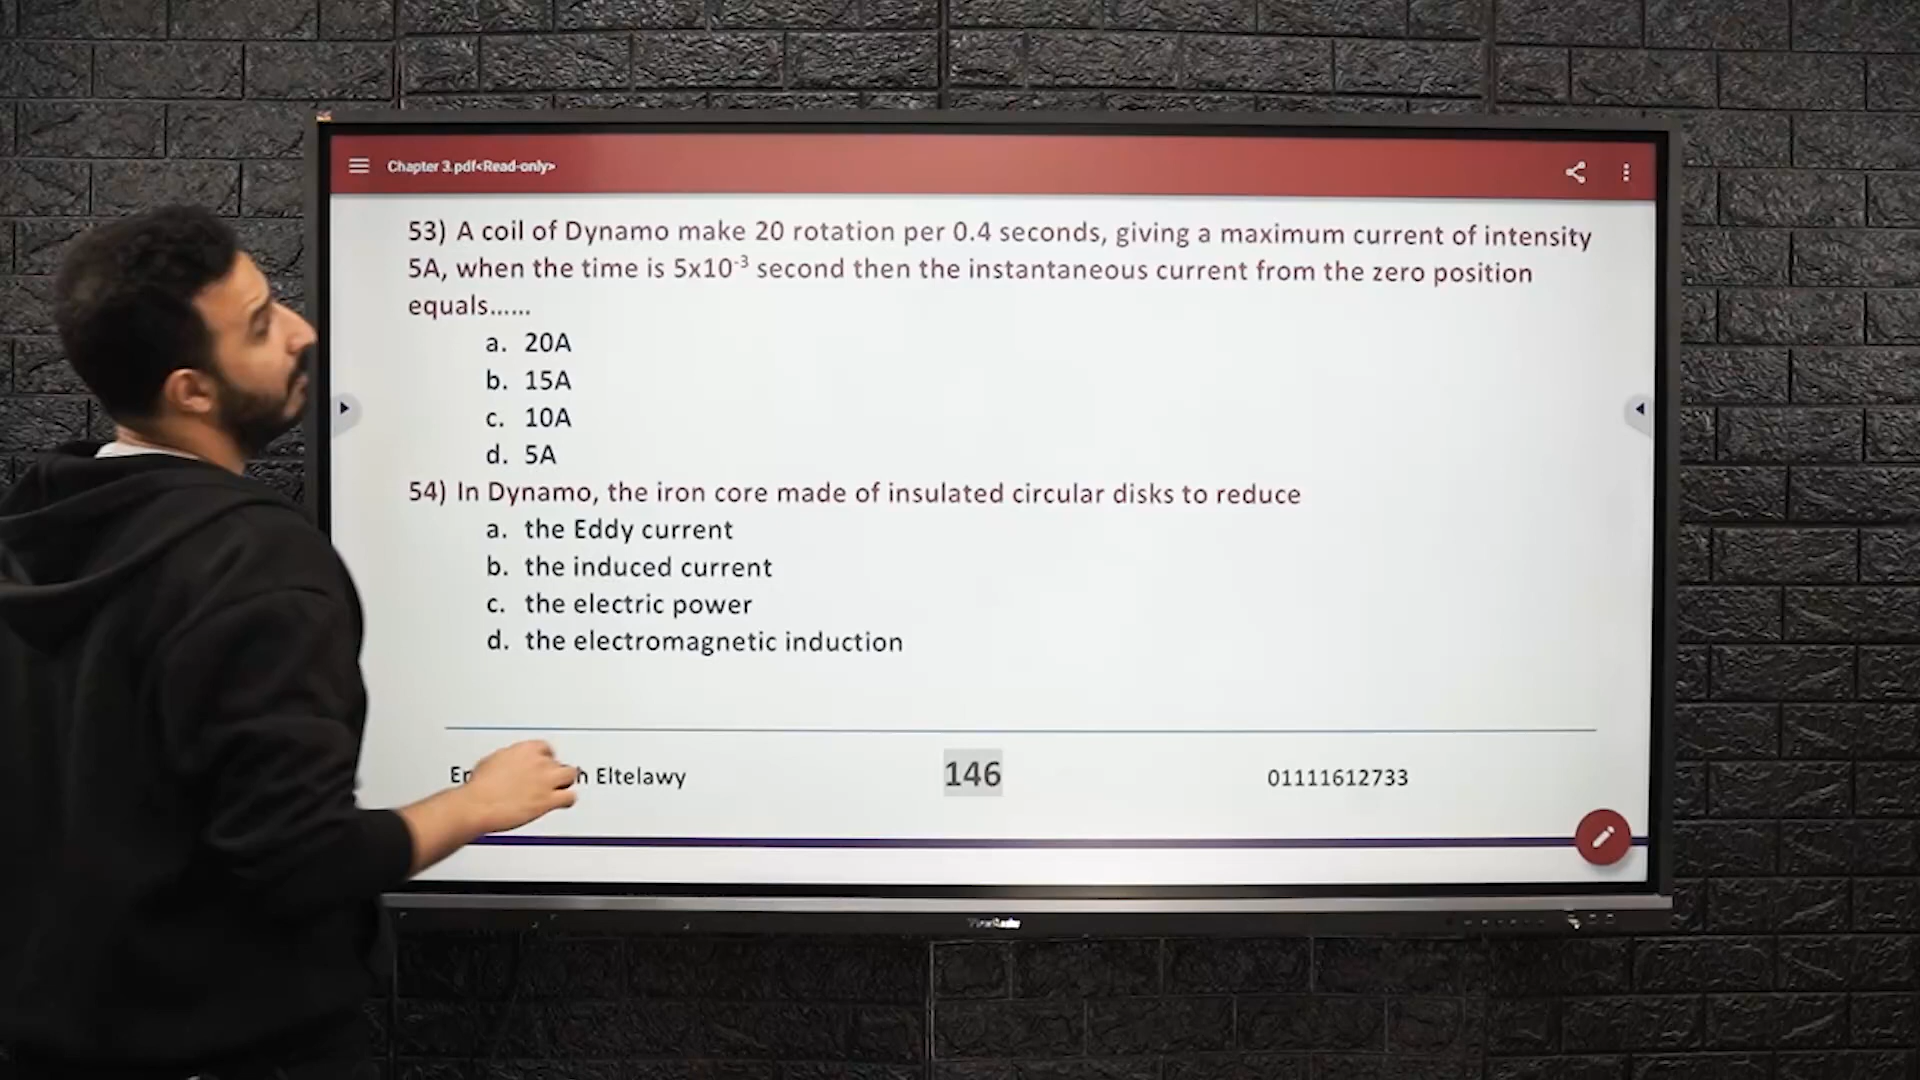 Chapter 3.pdf<Read-only>
53) A coil of Dynamo make 20 rotation per 0.4 seconds, giving a maximum current of intensity
5A, when the time is 5x10⁻³ second then the instantaneous current from the zero position
equals......
a. 20A
b. 15A
c. 10A
d. 5A
54) In Dynamo, the iron core made of insulated circular disks to reduce
a. the Eddy current
b. the induced current
c. the electric power
d. the electromagnetic induction
Eltelawy 146 01111612733
ViewSonic